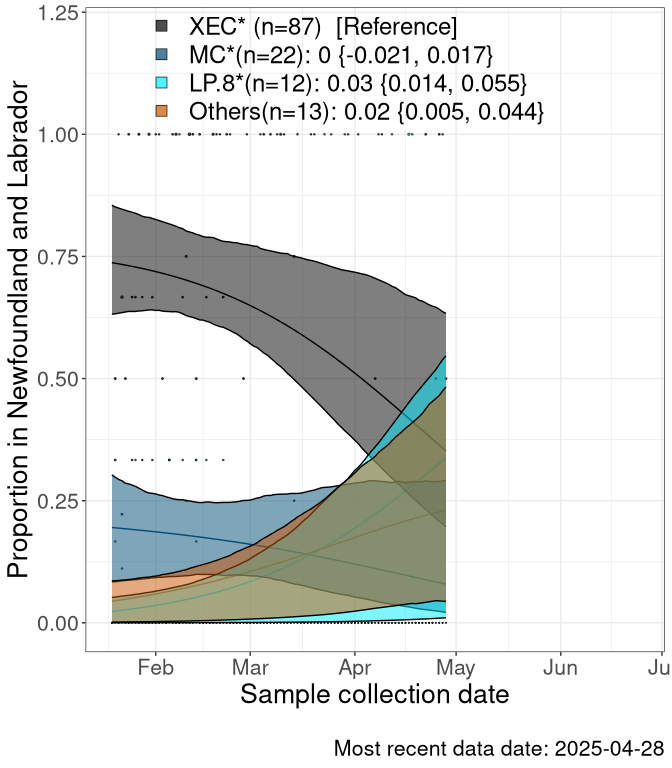 XEC* (n=87)  [Reference]
MC*(n=22): 0 {-0.021, 0.017}
LP.8*(n=12): 0.03 {0.014, 0.055}
Others(n=13): 0.02 {0.005, 0.044}
Proportion in Newfoundland and Labrador
1.25
1.00
0.75
0.50
0.25
0.00
Feb Mar Apr May Jun Ju
Sample collection date
Most recent data date: 2025-04-28